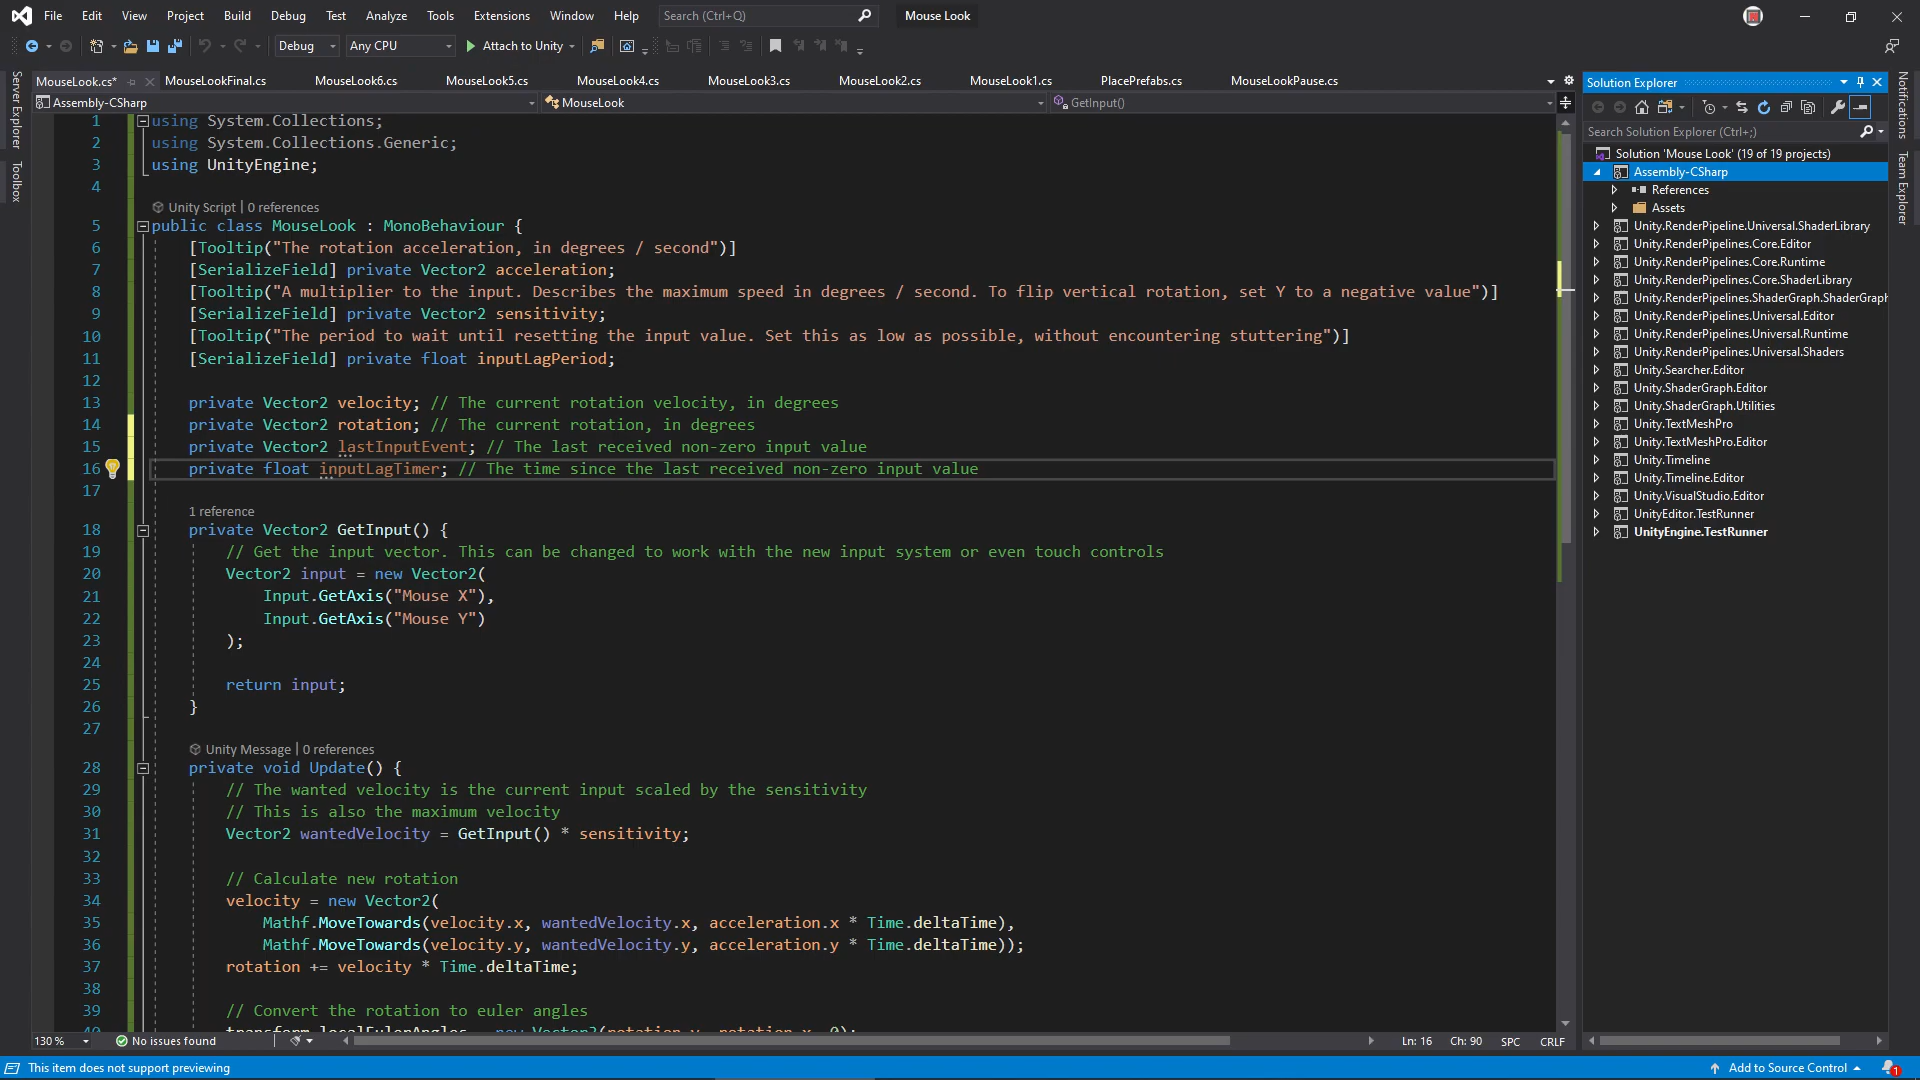 File Edit View Project Build Debug Test Analyze Tools Extensions Window Help Search (Ctrl+Q) Mouse Look
Debug Any CPU Attach to Unity
MouseLook.cs* MouseLookFinal.cs MouseLook6.cs MouseLook5.cs MouseLook4.cs MouseLook3.cs MouseLook2.cs MouseLook1.cs PlacePrefabs.cs MouseLookPause.cs
Assembly-CSharp MouseLook GetInput()
Server Explorer
Toolbox
1 using System.Collections;
2 using System.Collections.Generic;
3 using UnityEngine;
4
Unity Script | 0 references
5 public class MouseLook : MonoBehaviour {
6 [Tooltip("The rotation acceleration, in degrees / second")]
7 [SerializeField] private Vector2 acceleration;
8 [Tooltip("A multiplier to the input. Describes the maximum speed in degrees / second. To flip vertical rotation, set Y to a negative value")]
9 [SerializeField] private Vector2 sensitivity;
10 [Tooltip("The period to wait until resetting the input value. Set this as low as possible, without encountering stuttering")]
11 [SerializeField] private float inputLagPeriod;
12
13 private Vector2 velocity; // The current rotation velocity, in degrees
14 private Vector2 rotation; // The current rotation, in degrees
15 private Vector2 lastInputEvent; // The last received non-zero input value
16 private float inputLagTimer; // The time since the last received non-zero input value
17
1 reference
18 private Vector2 GetInput() {
19 // Get the input vector. This can be changed to work with the new input system or even touch controls
20 Vector2 input = new Vector2(
21 Input.GetAxis("Mouse X"),
22 Input.GetAxis("Mouse Y")
23 );
24
25 return input;
26 }
27
Unity Message | 0 references
28 private void Update() {
29 // The wanted velocity is the current input scaled by the sensitivity
30 // This is also the maximum velocity
31 Vector2 wantedVelocity = GetInput() * sensitivity;
32
33 // Calculate new rotation
34 velocity = new Vector2(
35 Mathf.MoveTowards(velocity.x, wantedVelocity.x, acceleration.x * Time.deltaTime),
36 Mathf.MoveTowards(velocity.y, wantedVelocity.y, acceleration.y * Time.deltaTime));
37 rotation += velocity * Time.deltaTime;
38
39 // Convert the rotation to euler angles
40 transform.localEulerAngles = new Vector3(rotation.y, rotation.x, 0);
130 % No issues found Ln: 16 Ch: 90 SPC CRLF
Solution Explorer
Search Solution Explorer (Ctrl+;)
Solution 'Mouse Look' (19 of 19 projects)
Assembly-CSharp
References
Assets
Unity.RenderPipeline.Universal.ShaderLibrary
Unity.RenderPipelines.Core.Editor
Unity.RenderPipelines.Core.Runtime
Unity.RenderPipelines.Core.ShaderLibrary
Unity.RenderPipelines.ShaderGraph.ShaderGraph
Unity.RenderPipelines.Universal.Editor
Unity.RenderPipelines.Universal.Runtime
Unity.RenderPipelines.Universal.Shaders
Unity.Searcher.Editor
Unity.ShaderGraph.Editor
Unity.ShaderGraph.Utilities
Unity.TextMeshPro
Unity.TextMeshPro.Editor
Unity.Timeline
Unity.Timeline.Editor
Unity.VisualStudio.Editor
UnityEditor.TestRunner
UnityEngine.TestRunner
Notifications
Team Explorer
This item does not support previewing Add to Source Control 1